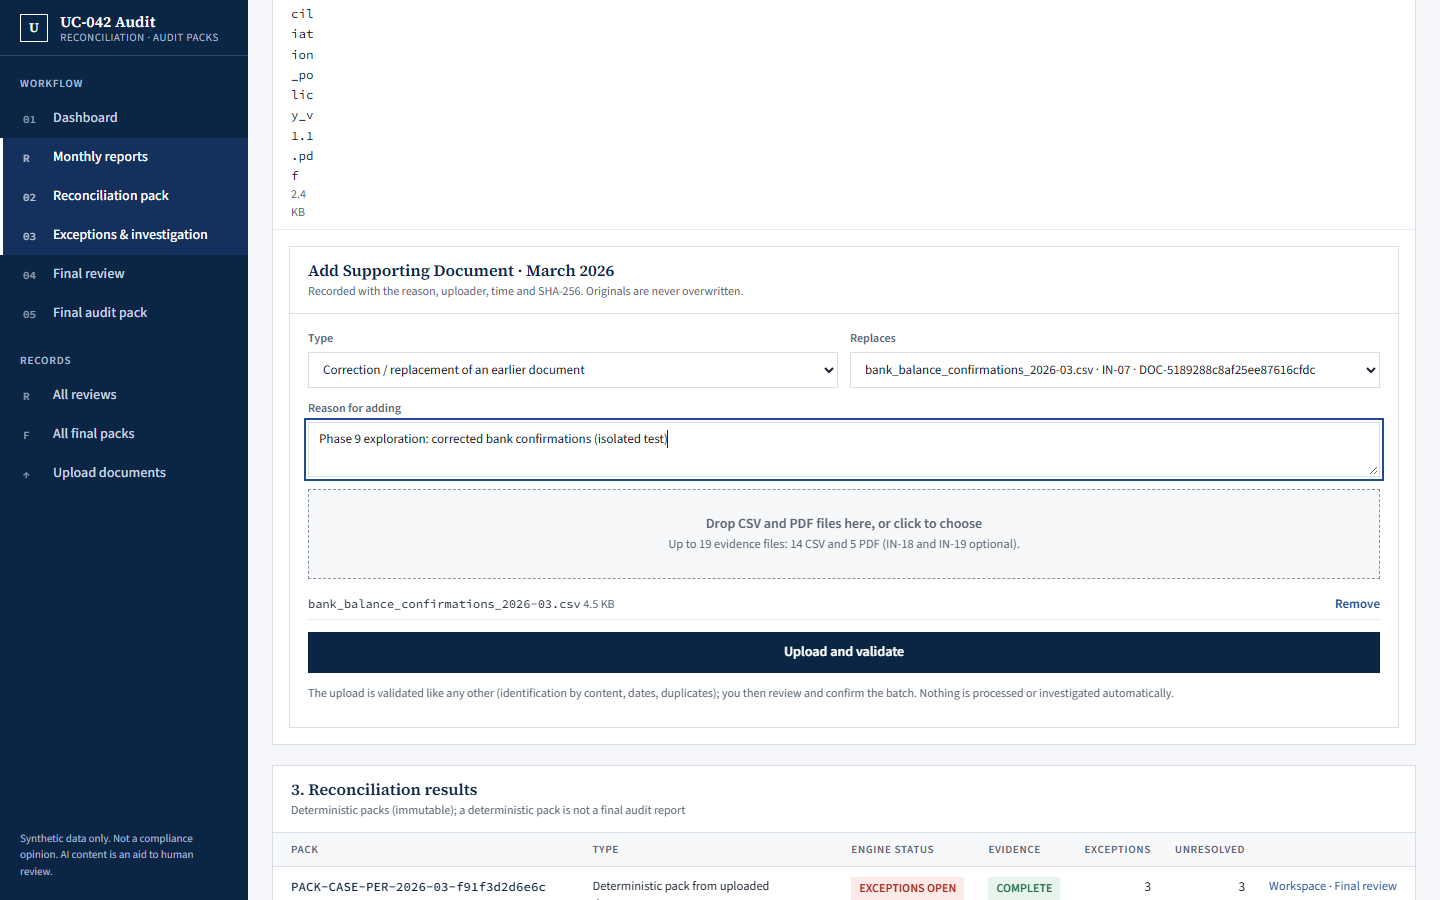 U
UC-042 Audit
RECONCILIATION · AUDIT PACKS
WORKFLOW
01 Dashboard
R Monthly reports
02 Reconciliation pack
03 Exceptions & investigation
04 Final review
05 Final audit pack
RECORDS
R All reviews
F All final packs
↑ Upload documents
Synthetic data only. Not a compliance
opinion. AI content is an aid to human
review.
cil
iat
ion
_po
lic
y_v
1.1
.pd
f
2.4
KB
Add Supporting Document · March 2026
Recorded with the reason, uploader, time and SHA-256. Originals are never overwritten.
Type
Replaces
Correction / replacement of an earlier document
bank_balance_confirmations_2026-03.csv · IN-07 · DOC-5189288c8af25ee87616cfdc
Reason for adding
Phase 9 exploration: corrected bank confirmations (isolated test)
Drop CSV and PDF files here, or click to choose
Up to 19 evidence files: 14 CSV and 5 PDF (IN-18 and IN-19 optional).
bank_balance_confirmations_2026-03.csv 4.5 KB Remove
Upload and validate
The upload is validated like any other (identification by content, dates, duplicates); you then review and confirm the batch. Nothing is processed or investigated automatically.
3. Reconciliation results
Deterministic packs (immutable); a deterministic pack is not a final audit report
PACK TYPE ENGINE STATUS EVIDENCE EXCEPTIONS UNRESOLVED
PACK-CASE-PER-2026-03-f91f3d2d6e6c Deterministic pack from uploaded EXCEPTIONS OPEN COMPLETE 3 3 Workspace · Final review